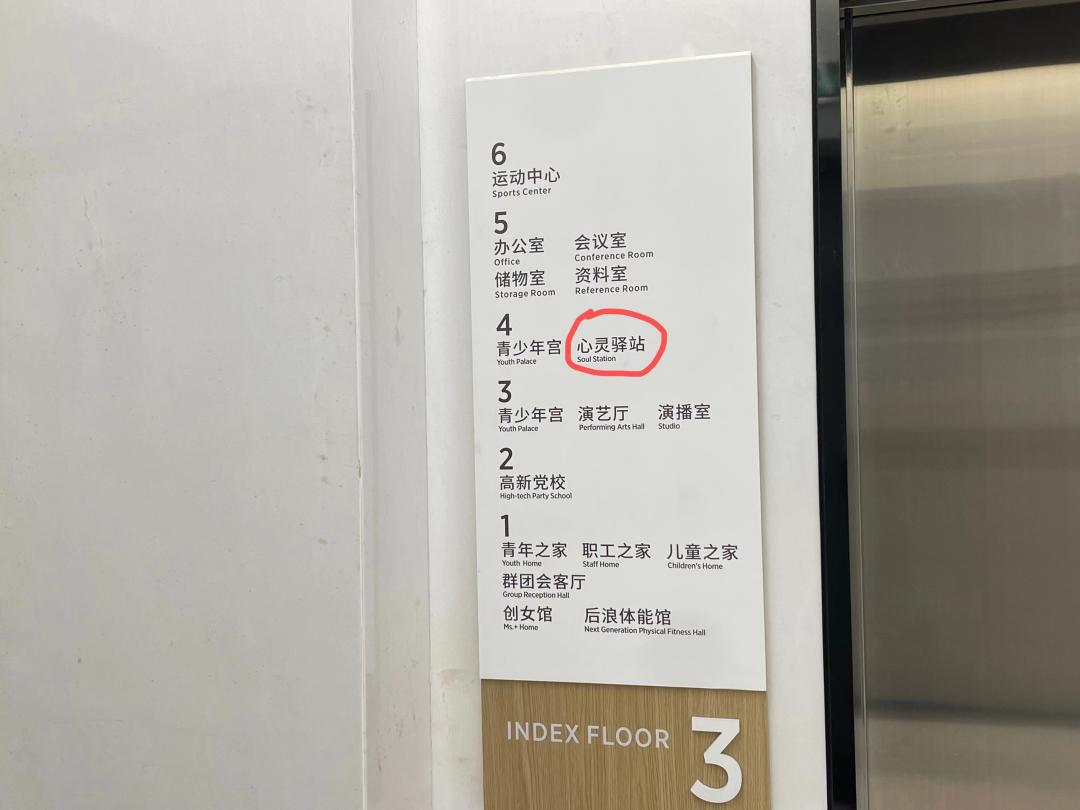 6
运动中心
Sports Center
5
办公室 会议室
Office Conference Room
储物室 资料室
Storage Room Reference Room
4
青少年宫 心灵驿站
Youth Palace Soul Station
3
青少年宫 演艺厅 演播室
Youth Palace Performing Arts Hall Studio
2
高新党校
High-tech Party School
1
青年之家 职工之家 儿童之家
Youth Home Staff Home Children's Home
群团会客厅
Group Reception Hall
创女馆 后浪体能馆
Ms.+ Home Next Generation Physical Fitness Hall
INDEX FLOOR 3